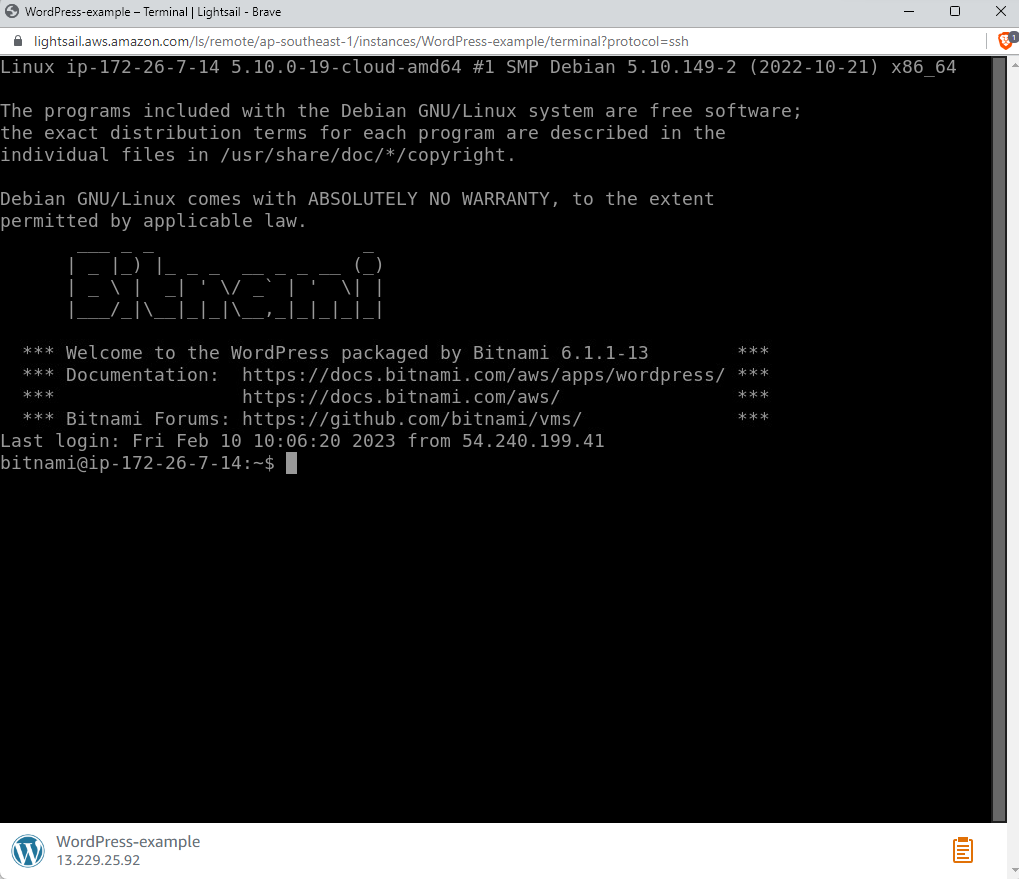 WordPress-example – Terminal | Lightsail - Brave
lightsail.aws.amazon.com/ls/remote/ap-southeast-1/instances/WordPress-example/terminal?protocol=ssh
1
Linux ip-172-26-7-14 5.10.0-19-cloud-amd64 #1 SMP Debian 5.10.149-2 (2022-10-21) x86_64
The programs included with the Debian GNU/Linux system are free software;
the exact distribution terms for each program are described in the
individual files in /usr/share/doc/*/copyright.
Debian GNU/Linux comes with ABSOLUTELY NO WARRANTY, to the extent
permitted by applicable law.
       ___ _ _                   _
      | _ |_) |_ _ _  __ _ _ __ (_)
      | _ \ |  _| ' \/ _` | '  \| |
      |___/_|\__|_|_|\__,_|_|_|_|_|
  *** Welcome to the WordPress packaged by Bitnami 6.1.1-13        ***
  *** Documentation:  https://docs.bitnami.com/aws/apps/wordpress/ ***
  ***                 https://docs.bitnami.com/aws/                ***
  *** Bitnami Forums: https://github.com/bitnami/vms/              ***
Last login: Fri Feb 10 10:06:20 2023 from 54.240.199.41
bitnami@ip-172-26-7-14:~$
WordPress-example
13.229.25.92